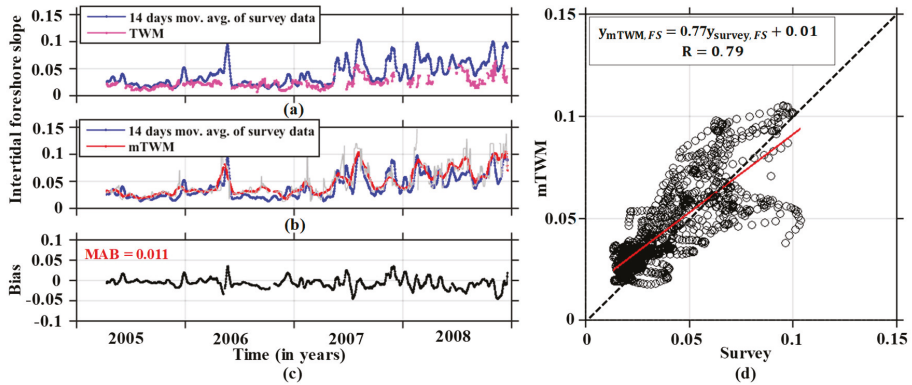 0.15
0.1
0.05
0
14 days mov. avg. of survey data
TWM
(a)
Intertidal foreshore slope
0.15
0.1
0.05
0
14 days mov. avg. of survey data
mTWM
(b)
Bias
0.1
0.05
0
-0.05
-0.1
MAB = 0.011
2005
2006
2007
2008
Time (in years)
(c)
mTWM
0.15
0.1
0.05
0
y_mTWM, FS = 0.77y_survey, FS + 0.01
R = 0.79
0
0.05
0.1
0.15
Survey
(d)